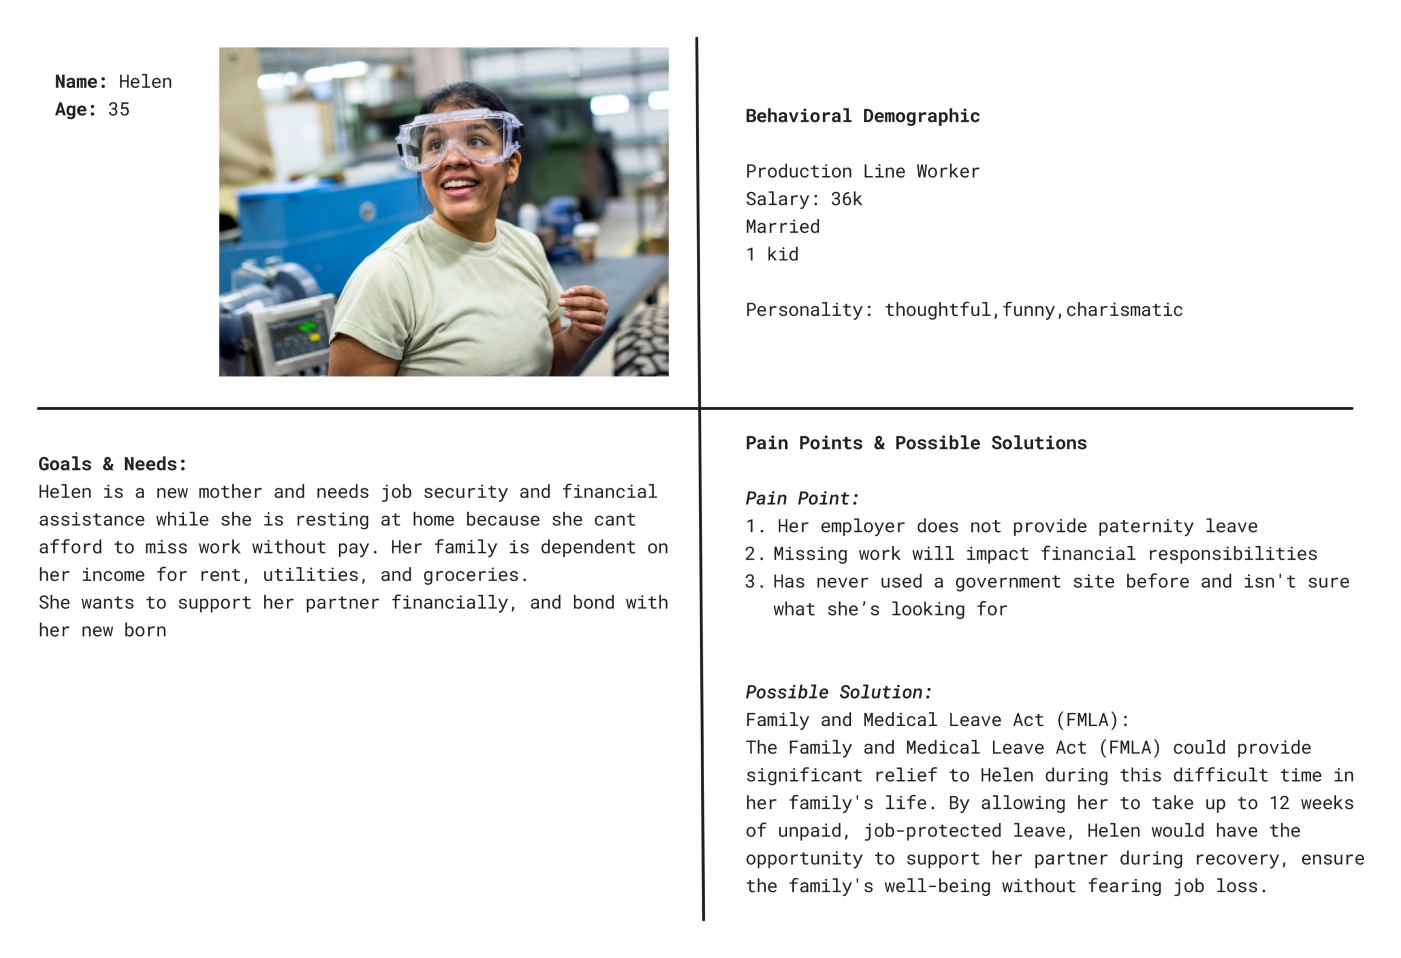 Name: Helen
Age: 35
Behavioral Demographic
Production Line Worker
Salary: 36k
Married
1 kid
Personality: thoughtful,funny,charismatic
Goals & Needs:
Helen is a new mother and needs job security and financial
assistance while she is resting at home because she cant
afford to miss work without pay. Her family is dependent on
her income for rent, utilities, and groceries.
She wants to support her partner financially, and bond with
her new born
Pain Points & Possible Solutions
Pain Point:
1. Her employer does not provide paternity leave
2. Missing work will impact financial responsibilities
3. Has never used a government site before and isn't sure
what she’s looking for
Possible Solution:
Family and Medical Leave Act (FMLA):
The Family and Medical Leave Act (FMLA) could provide
significant relief to Helen during this difficult time in
her family's life. By allowing her to take up to 12 weeks
of unpaid, job-protected leave, Helen would have the
opportunity to support her partner during recovery, ensure
the family's well-being without fearing job loss.